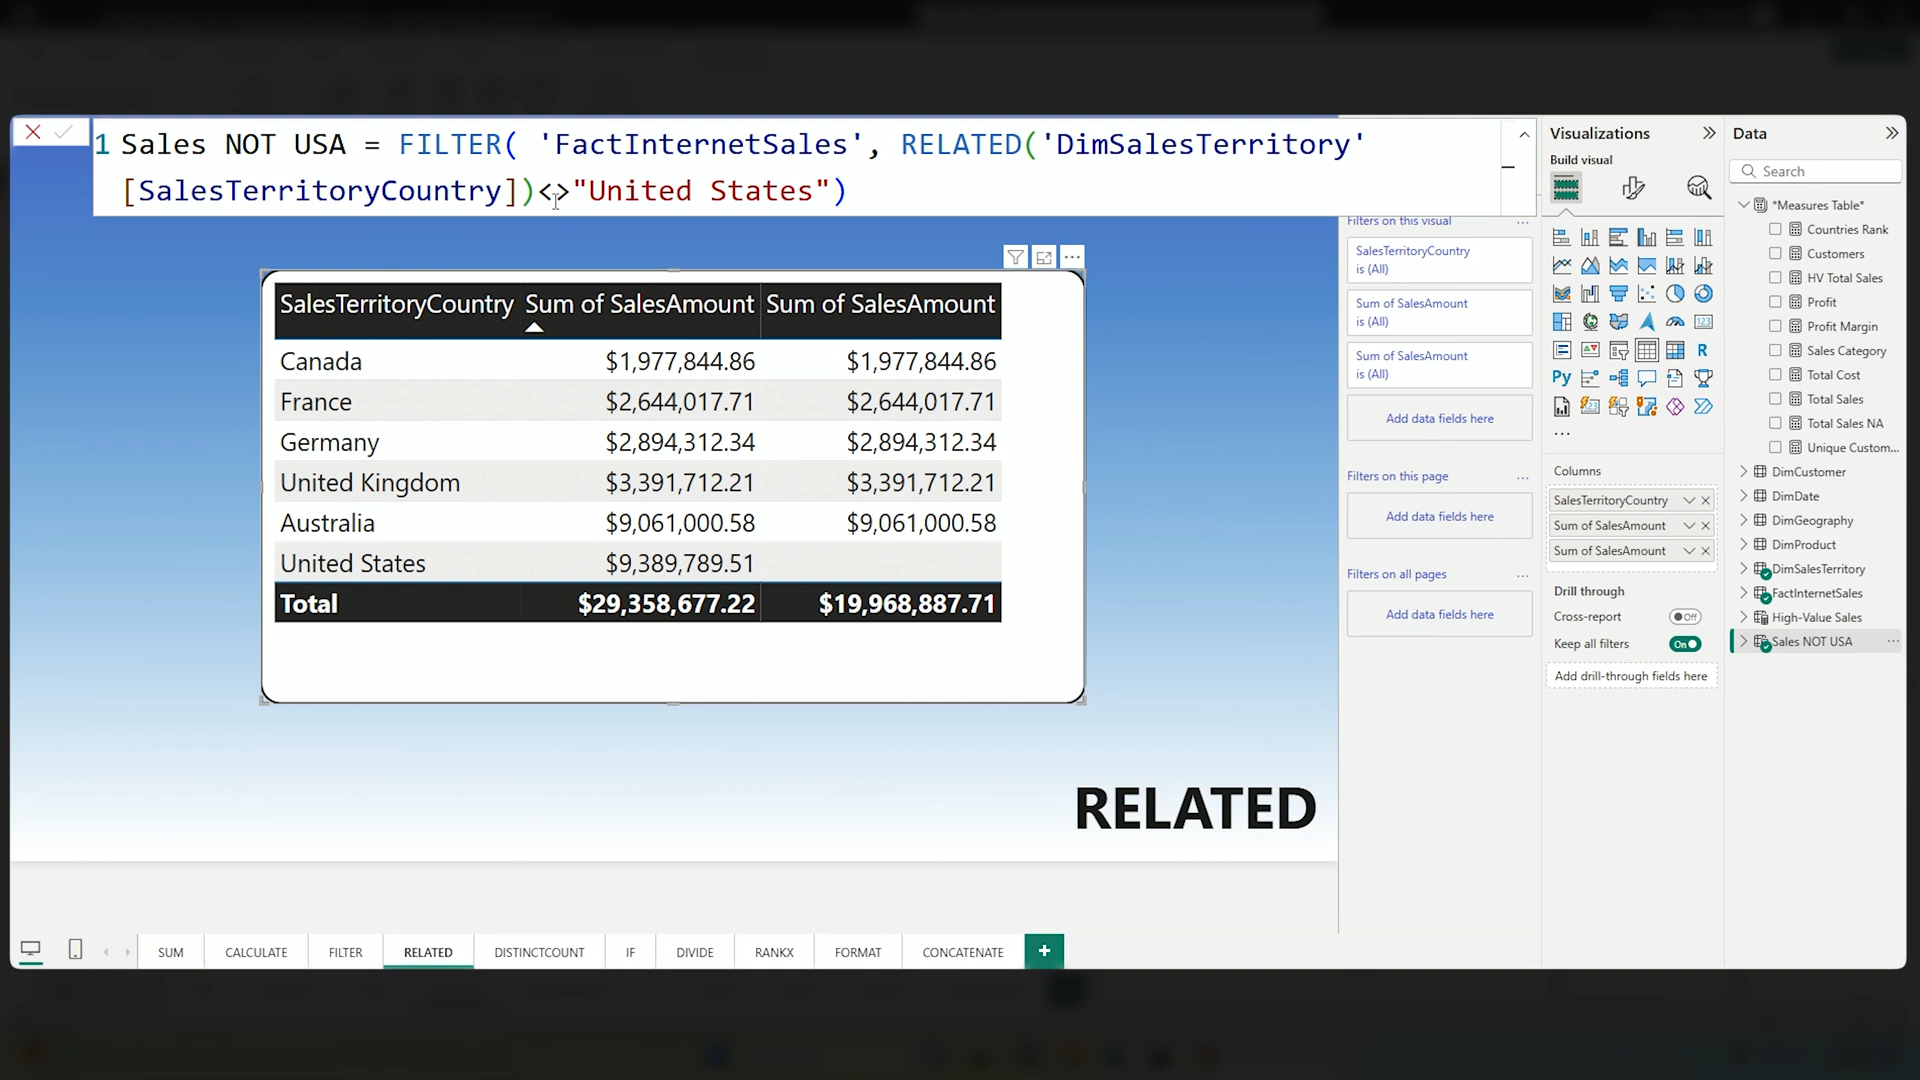 1 Sales NOT USA = FILTER( 'FactInternetSales', RELATED('DimSalesTerritory'
[SalesTerritoryCountry])<>"United States")
SalesTerritoryCountry Sum of SalesAmount Sum of SalesAmount
Canada $1,977,844.86 $1,977,844.86
France $2,644,017.71 $2,644,017.71
Germany $2,894,312.34 $2,894,312.34
United Kingdom $3,391,712.21 $3,391,712.21
Australia $9,061,000.58 $9,061,000.58
United States $9,389,789.51
Total $29,358,677.22 $19,968,887.71
RELATED
Filters on this visual
SalesTerritoryCountry
is (All)
Sum of SalesAmount
is (All)
Sum of SalesAmount
is (All)
Add data fields here
Filters on this page
Add data fields here
Filters on all pages
Add data fields here
Visualizations
Build visual
123
R
Py
Columns
SalesTerritoryCountry
Sum of SalesAmount
Sum of SalesAmount
Drill through
Cross-report Off
Keep all filters On
Add drill-through fields here
Data
Search
*Measures Table*
Countries Rank
Customers
HV Total Sales
Profit
Profit Margin
Sales Category
Total Cost
Total Sales
Total Sales NA
Unique Custom...
DimCustomer
DimDate
DimGeography
DimProduct
DimSalesTerritory
FactInternetSales
High-Value Sales
Sales NOT USA
SUM CALCULATE FILTER RELATED DISTINCTCOUNT IF DIVIDE RANKX FORMAT CONCATENATE +